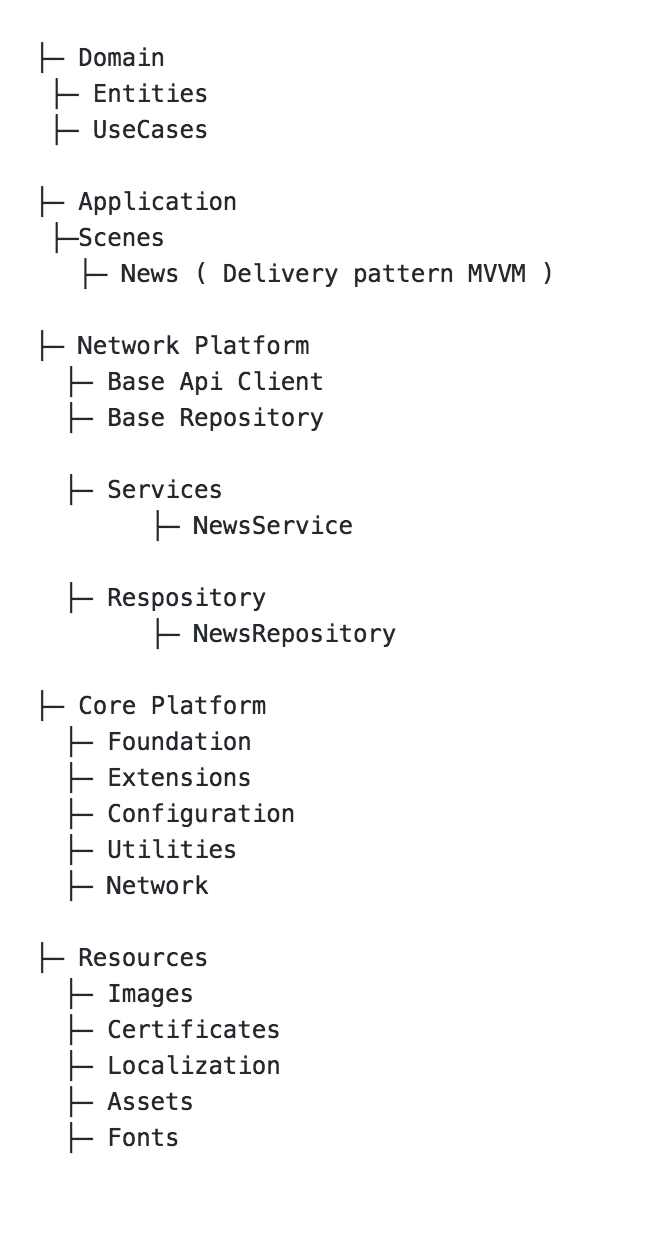 ├─ Domain
 ├─ Entities
 ├─ UseCases
├─ Application
 ├─Scenes
   ├─ News ( Delivery pattern MVVM )
├─ Network Platform
  ├─ Base Api Client
  ├─ Base Repository
  ├─ Services
        ├─ NewsService
  ├─ Respository
        ├─ NewsRepository
├─ Core Platform
  ├─ Foundation
  ├─ Extensions
  ├─ Configuration
  ├─ Utilities
  ├─ Network
├─ Resources
  ├─ Images
  ├─ Certificates
  ├─ Localization
  ├─ Assets
  ├─ Fonts